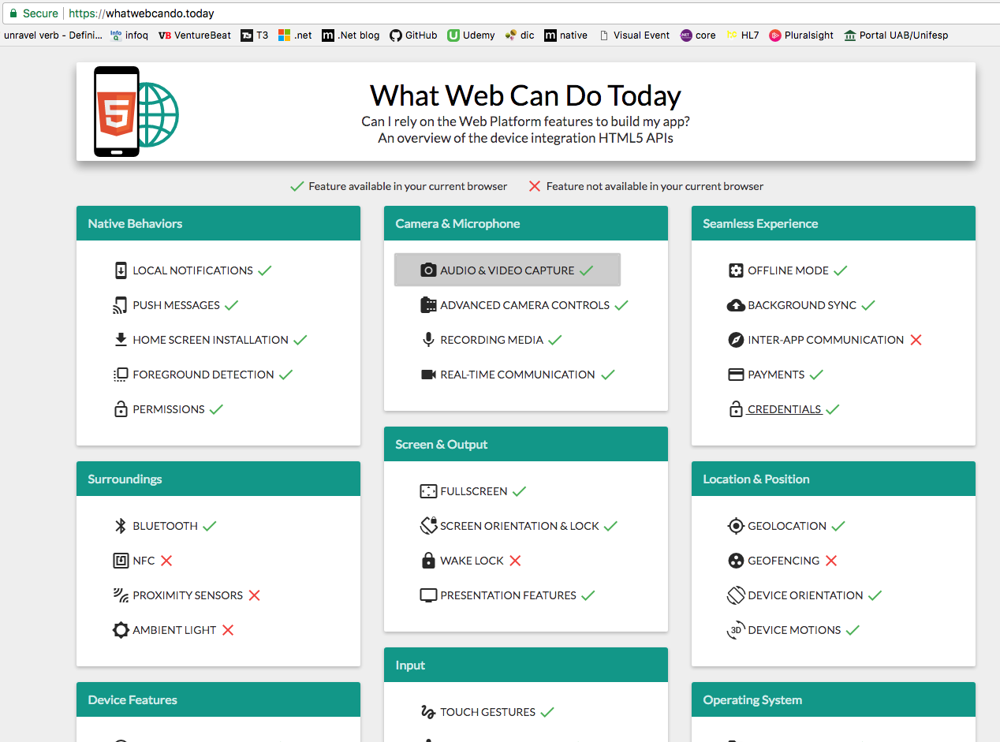 Secure https://whatwebcando.today
unravel verb - Defini... infoq VentureBeat T3 .net .Net blog GitHub Udemy dic native Visual Event core HL7 Pluralsight Portal UAB/Unifesp
What Web Can Do Today
Can I rely on the Web Platform features to build my app?
An overview of the device integration HTML5 APIs
Feature available in your current browser Feature not available in your current browser
Native Behaviors
LOCAL NOTIFICATIONS
PUSH MESSAGES
HOME SCREEN INSTALLATION
FOREGROUND DETECTION
PERMISSIONS
Surroundings
BLUETOOTH
NFC
PROXIMITY SENSORS
AMBIENT LIGHT
Device Features
Camera & Microphone
AUDIO & VIDEO CAPTURE
ADVANCED CAMERA CONTROLS
RECORDING MEDIA
REAL-TIME COMMUNICATION
Screen & Output
FULLSCREEN
SCREEN ORIENTATION & LOCK
WAKE LOCK
PRESENTATION FEATURES
Input
TOUCH GESTURES
Seamless Experience
OFFLINE MODE
BACKGROUND SYNC
INTER-APP COMMUNICATION
PAYMENTS
CREDENTIALS
Location & Position
GEOLOCATION
GEOFENCING
DEVICE ORIENTATION
3D DEVICE MOTIONS
Operating System